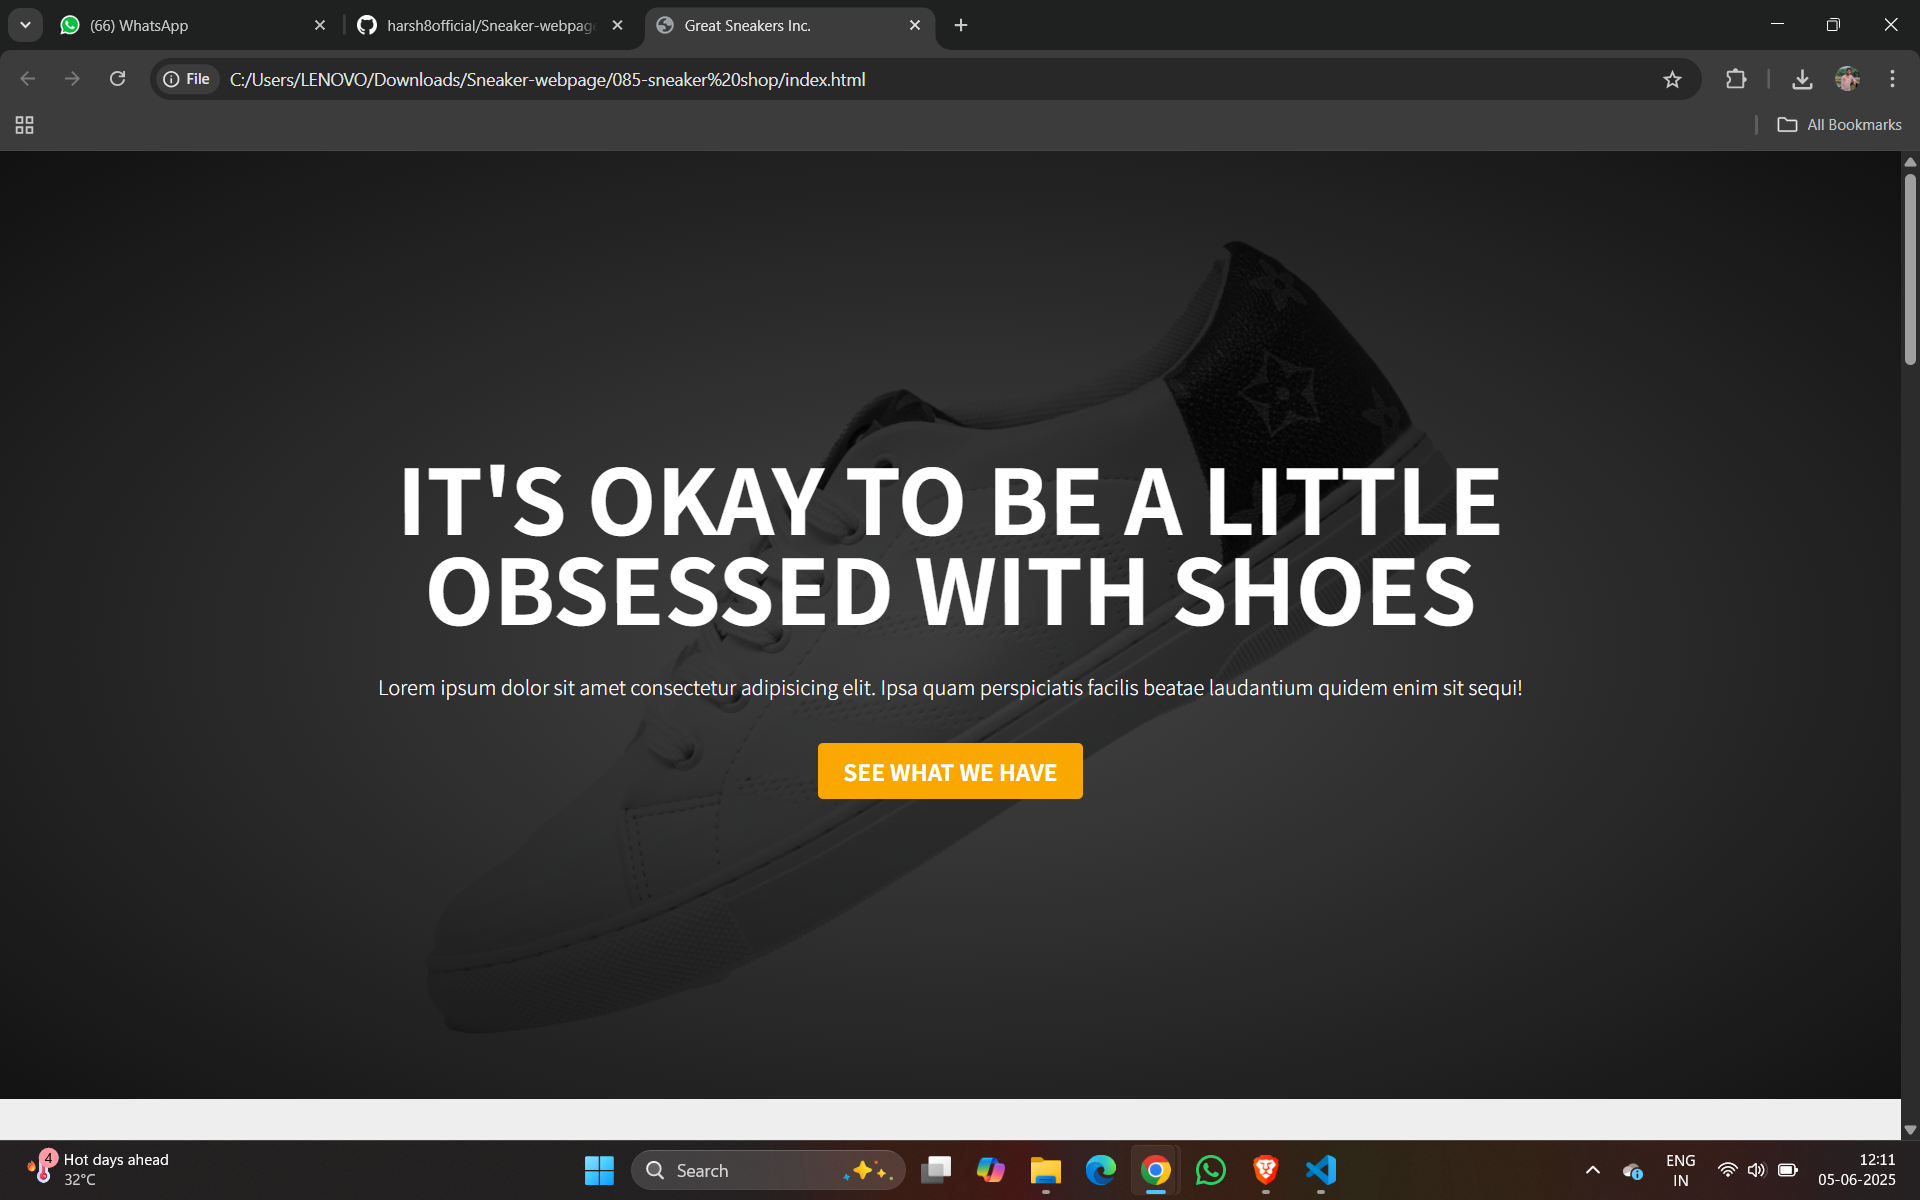 (66) WhatsApp
harsh8official/Sneaker-webpage
Great Sneakers Inc.
File
C:/Users/LENOVO/Downloads/Sneaker-webpage/085-sneaker%20shop/index.html
All Bookmarks
IT'S OKAY TO BE A LITTLE
OBSESSED WITH SHOES
Lorem ipsum dolor sit amet consectetur adipisicing elit. Ipsa quam perspiciatis facilis beatae laudantium quidem enim sit sequi!
SEE WHAT WE HAVE
4
Hot days ahead
32°C
Search
ENG
IN
12:11
05-06-2025